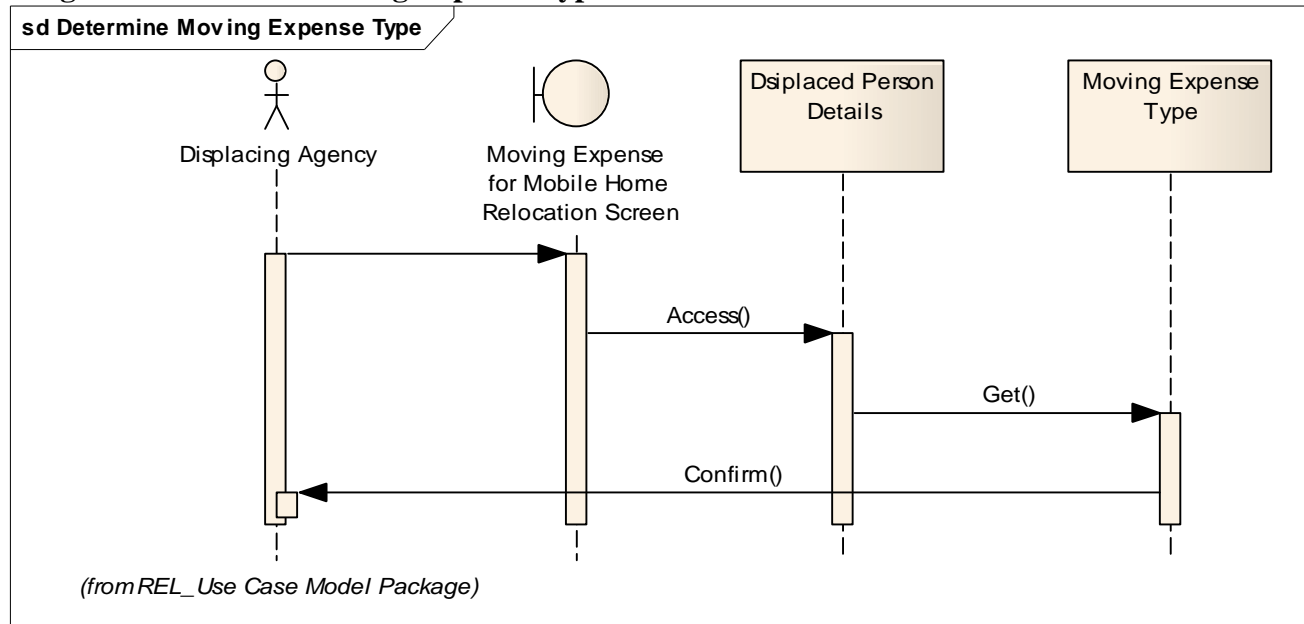 sd Determine Moving Expense Type
Dsiplaced Person
Details
Moving Expense
Type
Displacing Agency
Moving Expense
for Mobile Home
Relocation Screen
Access()
Get()
Confirm()
(from REL_Use Case Model Package)